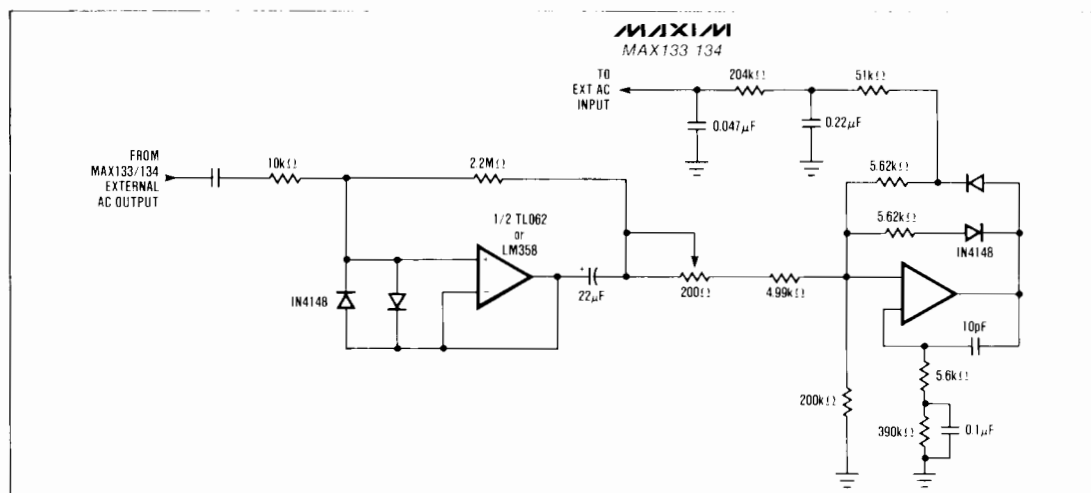 MAXIM
MAX133 134
TO
EXT AC
INPUT
204kΩ
51kΩ
0.047μF
0.22μF
FROM
MAX133/134
EXTERNAL
AC OUTPUT
10kΩ
2.2MΩ
5.62kΩ
5.62kΩ
IN4148
1/2 TL062
or
LM358
+
−
IN4148
+
22μF
200Ω
4.99kΩ
10pF
5.6kΩ
200kΩ
390kΩ
0.1μF